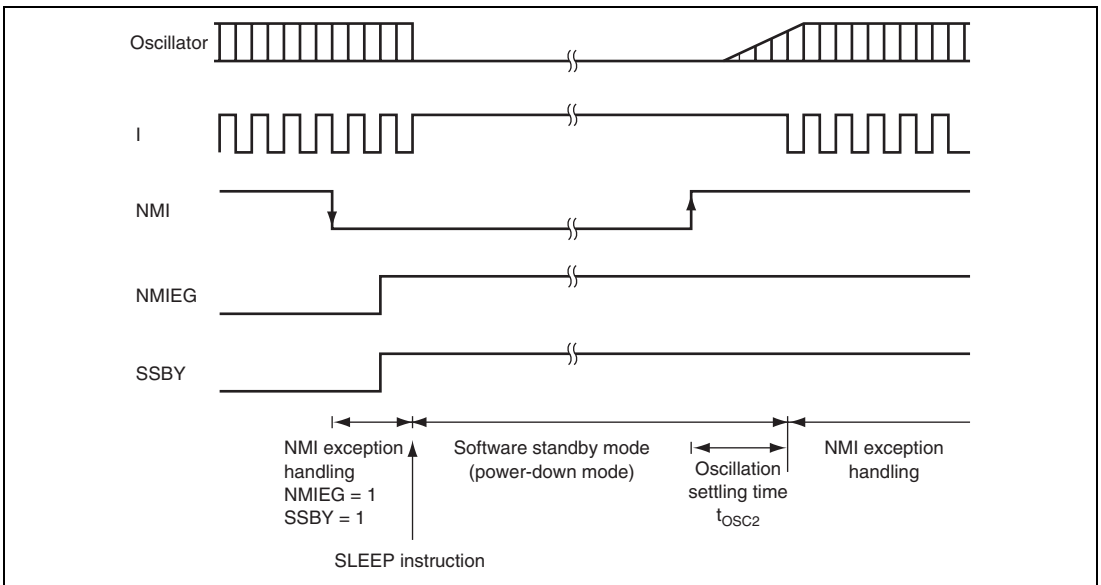 Oscillator
I
NMI
NMIEG
SSBY
NMI exception
handling
NMIEG = 1
SSBY = 1
Software standby mode
(power-down mode)
Oscillation
settling time
tOSC2
NMI exception
handling
SLEEP instruction